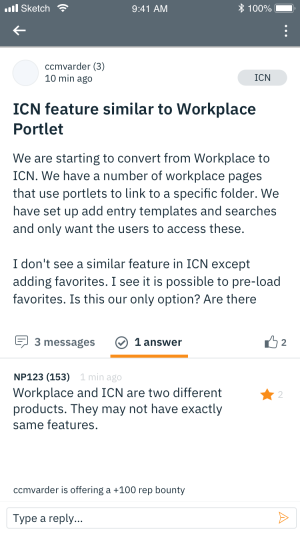 Sketch 9:41 AM 100%
ccmvarder (3)
10 min ago
ICN
ICN feature similar to Workplace
Portlet
We are starting to convert from Workplace to
ICN. We have a number of workplace pages
that use portlets to link to a specific folder. We
have set up add entry templates and searches
and only want the users to access these.
I don't see a similar feature in ICN except
adding favorites. I see it is possible to pre-load
favorites. Is this our only option? Are there
3 messages 1 answer 2
NP123 (153) 1 min ago
Workplace and ICN are two different
products. They may not have exactly
same features.
2
ccmvarder is offering a +100 rep bounty
Type a reply...